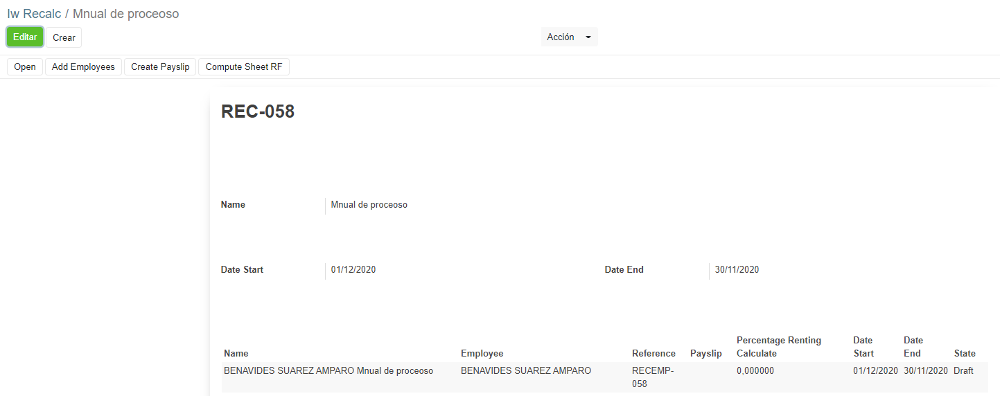 Iw Recalc / Mnual de proceoso
Editar Crear Acción
Open Add Employees Create Payslip Compute Sheet RF
REC-058
Name Mnual de proceoso
Date Start 01/12/2020 Date End 30/11/2020
Name Employee Reference Payslip Percentage Renting Calculate Date Start Date End State
BENAVIDES SUAREZ AMPARO Mnual de proceoso BENAVIDES SUAREZ AMPARO RECEMP-058 0,000000 01/12/2020 30/11/2020 Draft